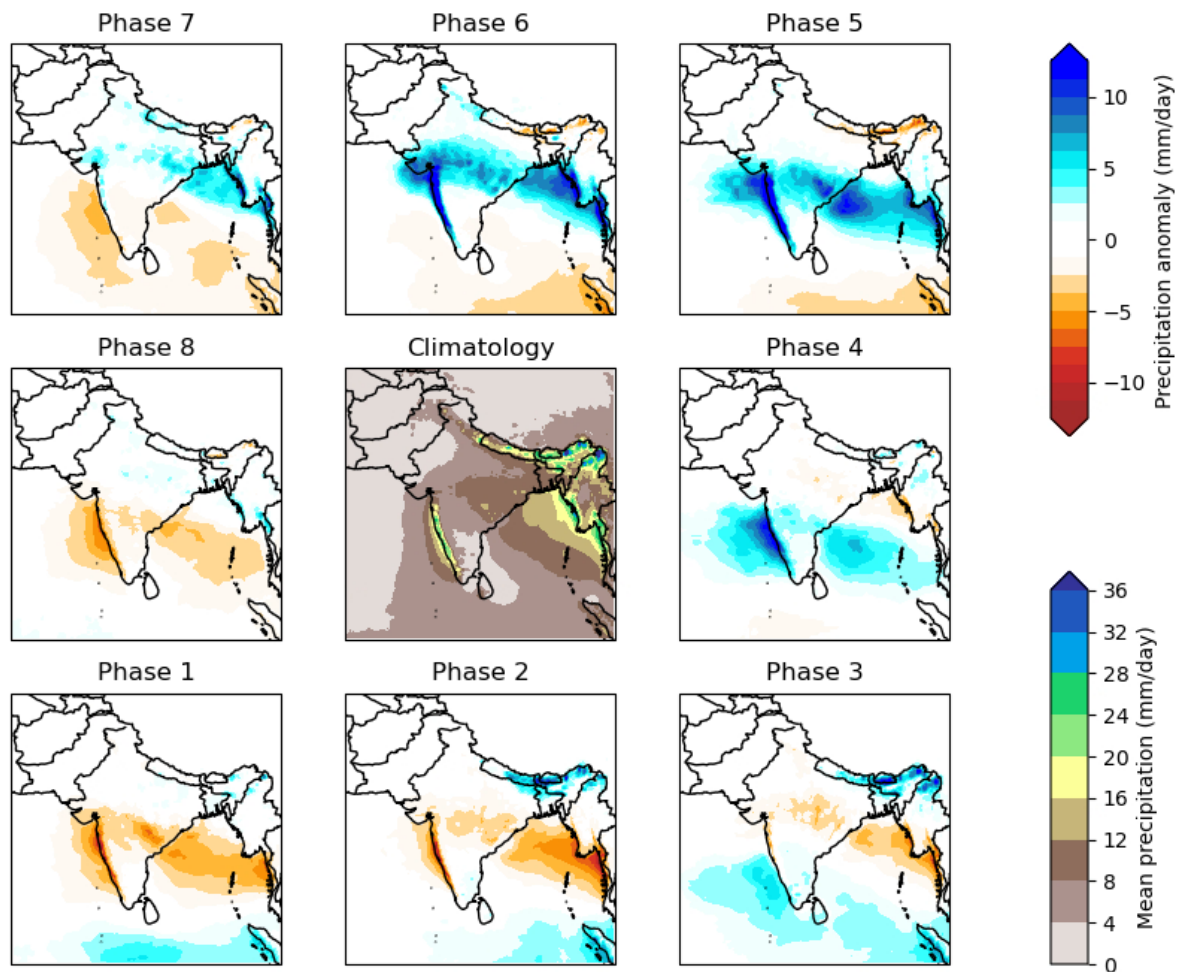 Phase 7
Phase 6
Phase 5
10
5
0
−5
−10
Precipitation anomaly (mm/day)
Phase 8
Climatology
Phase 4
Phase 1
Phase 2
Phase 3
36
32
28
24
20
16
12
8
4
0
Mean precipitation (mm/day)